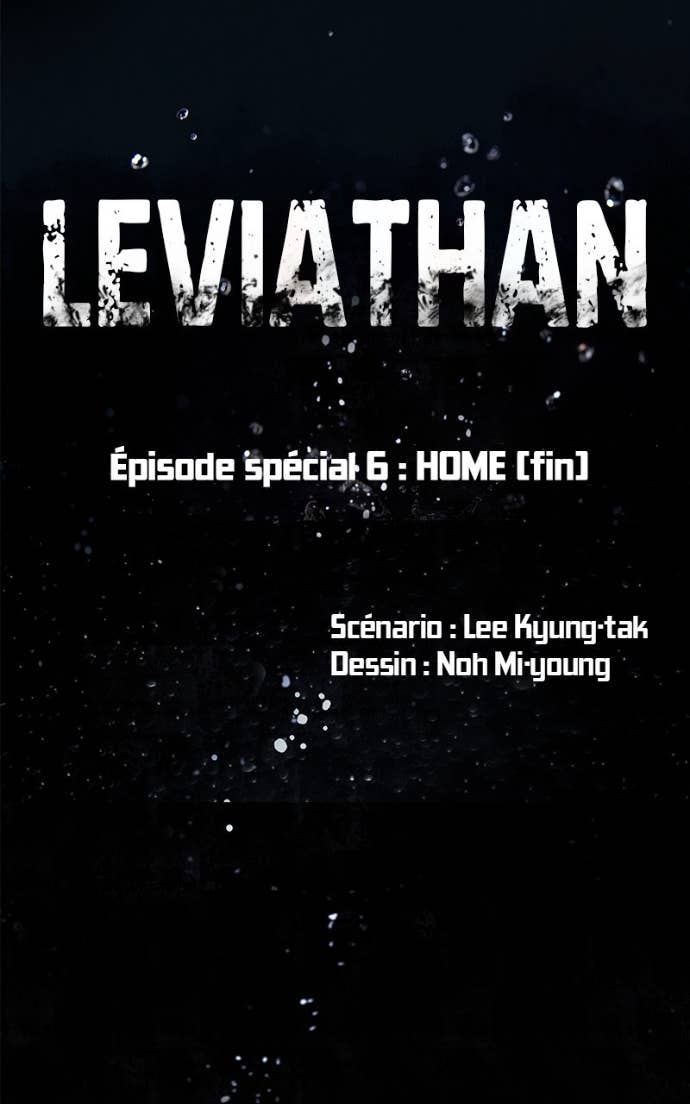 LEVIATHAN
Épisode spécial 6 : HOME (fin)
Scénario : Lee Kyung-tak
Dessin : Noh Mi-young